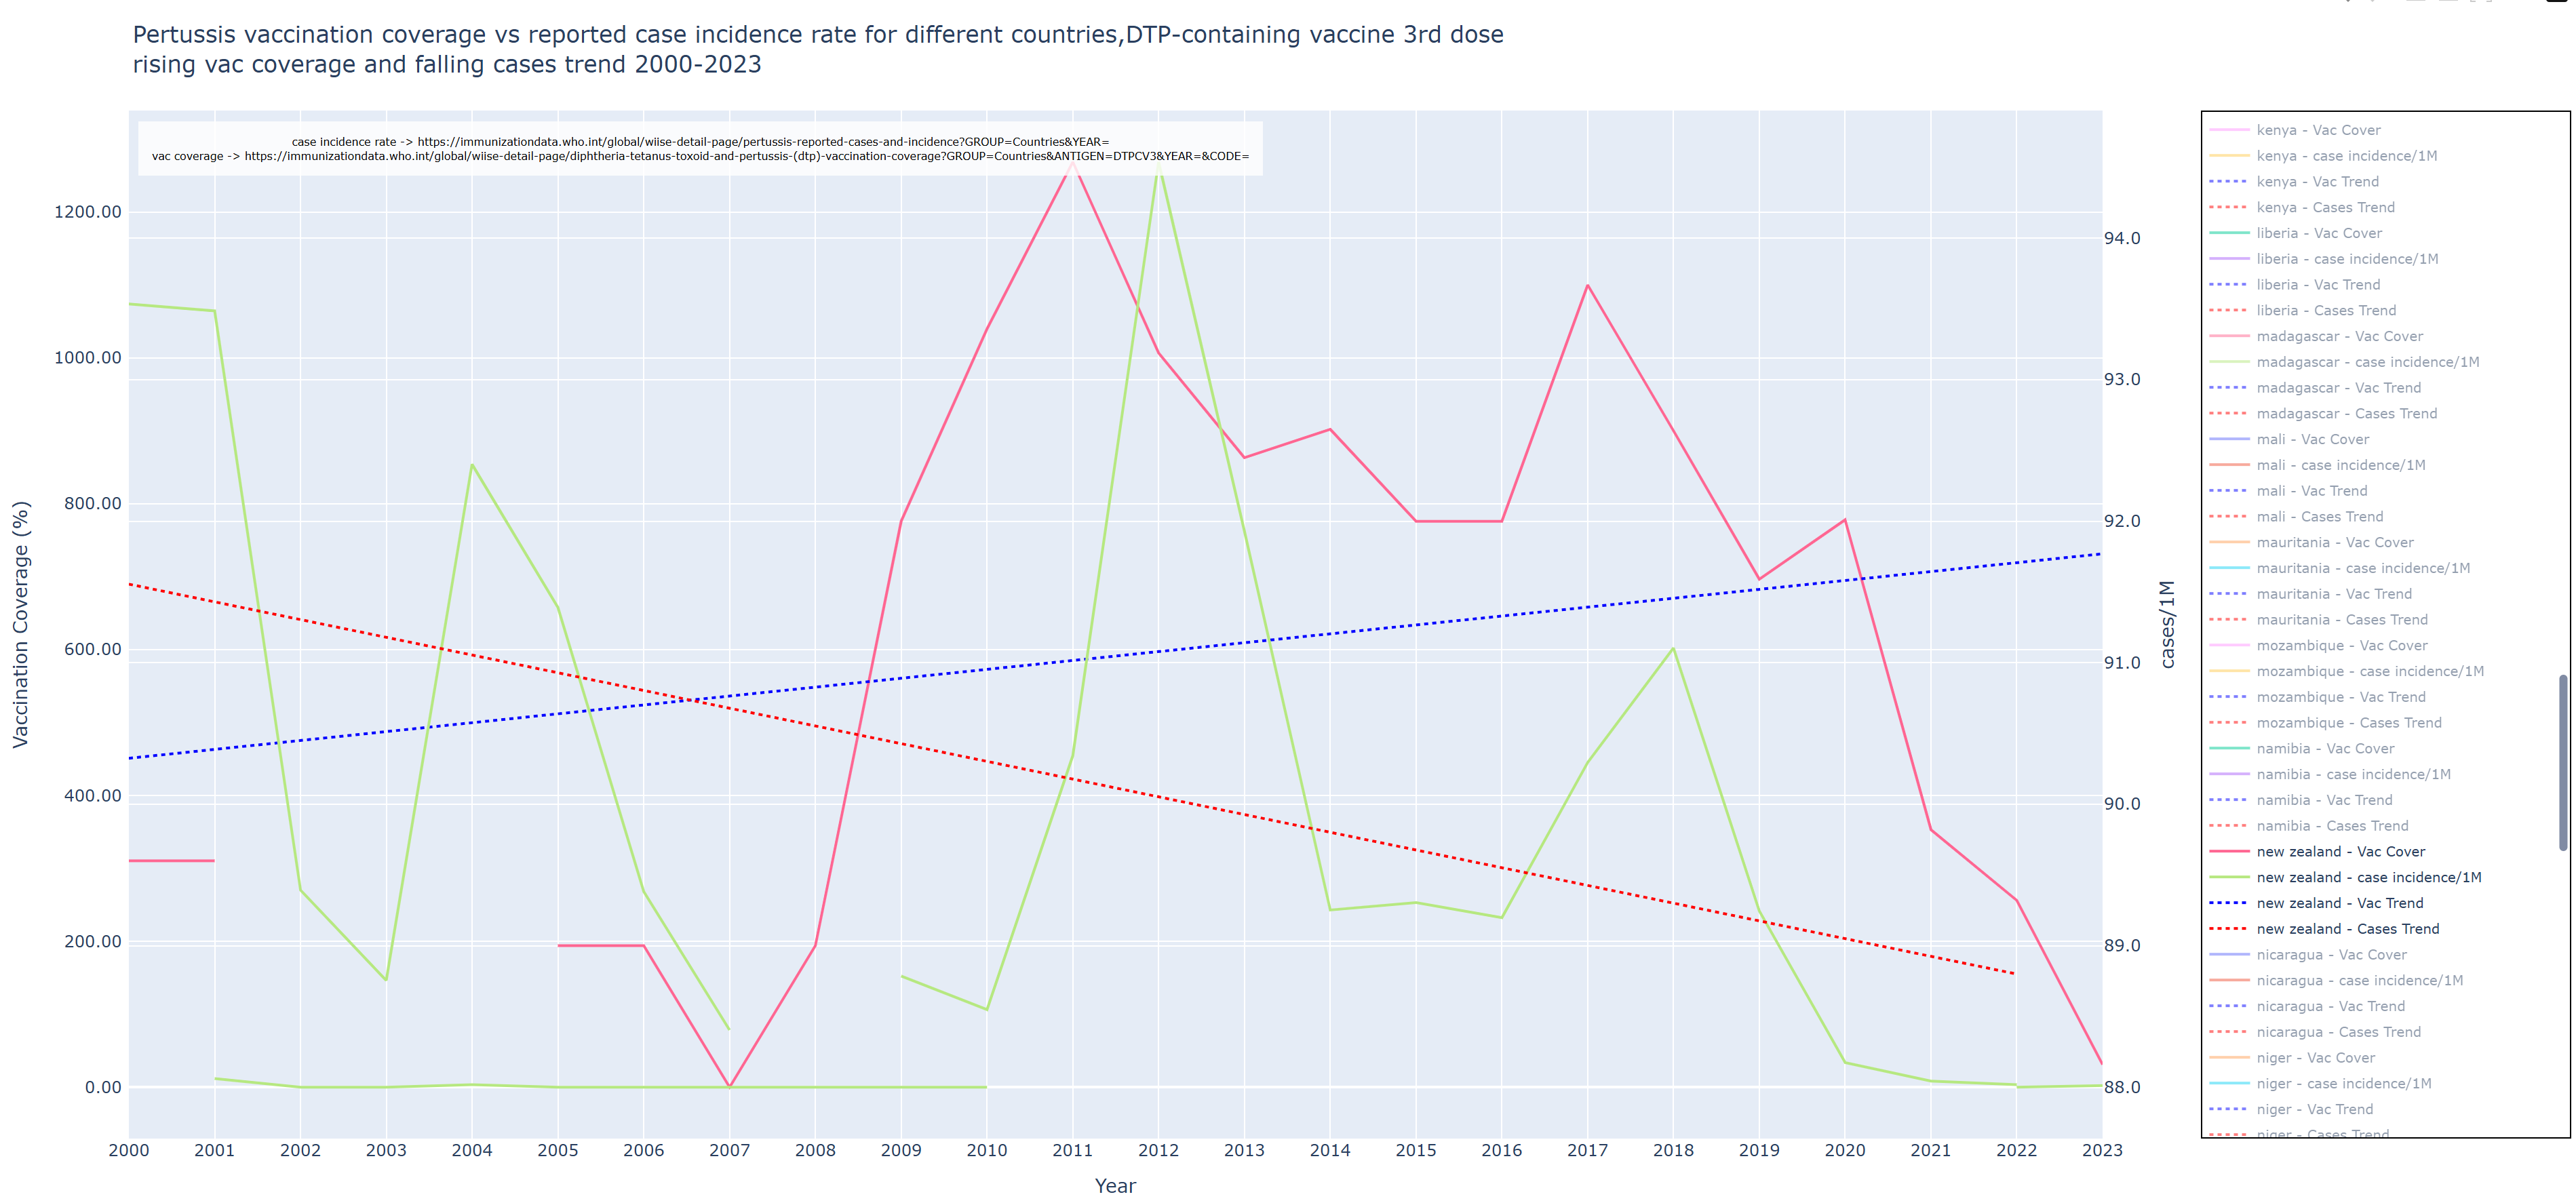 Pertussis vaccination coverage vs reported case incidence rate for different countries,DTP-containing vaccine 3rd dose
rising vac coverage and falling cases trend 2000-2023
case incidence rate -> https://immunizationdata.who.int/global/wiise-detail-page/pertussis-reported-cases-and-incidence?GROUP=Countries&YEAR=
vac coverage -> https://immunizationdata.who.int/global/wiise-detail-page/diphtheria-tetanus-toxoid-and-pertussis-(dtp)-vaccination-coverage?GROUP=Countries&ANTIGEN=DTPCV3&YEAR=&CODE=
Vaccination Coverage (%)
1200.00
1000.00
800.00
600.00
400.00
200.00
0.00
94.0
93.0
92.0
91.0
90.0
89.0
88.0
cases/1M
2000 2001 2002 2003 2004 2005 2006 2007 2008 2009 2010 2011 2012 2013 2014 2015 2016 2017 2018 2019 2020 2021 2022 2023
Year
kenya - Vac Cover
kenya - case incidence/1M
kenya - Vac Trend
kenya - Cases Trend
liberia - Vac Cover
liberia - case incidence/1M
liberia - Vac Trend
liberia - Cases Trend
madagascar - Vac Cover
madagascar - case incidence/1M
madagascar - Vac Trend
madagascar - Cases Trend
mali - Vac Cover
mali - case incidence/1M
mali - Vac Trend
mali - Cases Trend
mauritania - Vac Cover
mauritania - case incidence/1M
mauritania - Vac Trend
mauritania - Cases Trend
mozambique - Vac Cover
mozambique - case incidence/1M
mozambique - Vac Trend
mozambique - Cases Trend
namibia - Vac Cover
namibia - case incidence/1M
namibia - Vac Trend
namibia - Cases Trend
new zealand - Vac Cover
new zealand - case incidence/1M
new zealand - Vac Trend
new zealand - Cases Trend
nicaragua - Vac Cover
nicaragua - case incidence/1M
nicaragua - Vac Trend
nicaragua - Cases Trend
niger - Vac Cover
niger - case incidence/1M
niger - Vac Trend
niger - Cases Trend